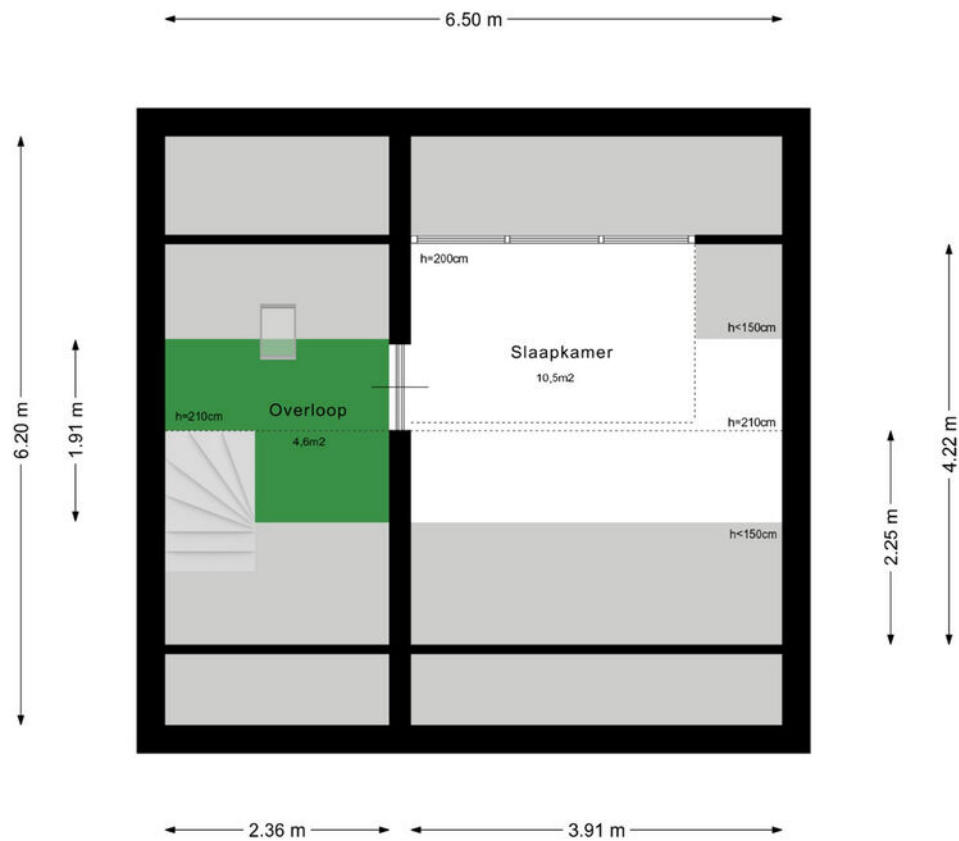 6.50 m
h=200cm
h<150cm
Slaapkamer
10,5m2
Overloop
h=210cm
4,6m2
h=210cm
h<150cm
6.20 m
1.91 m
2.25 m
4.22 m
2.36 m
3.91 m